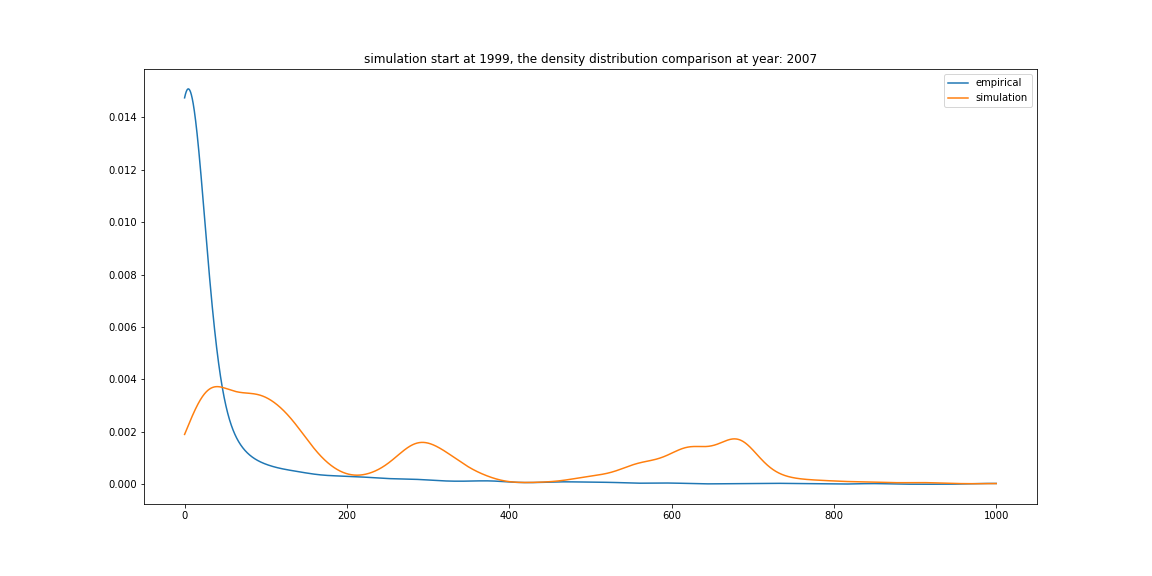 simulation start at 1999, the density distribution comparison at year: 2007
empirical
simulation
0.014
0.012
0.010
0.008
0.006
0.004
0.002
0.000
0 200 400 600 800 1000